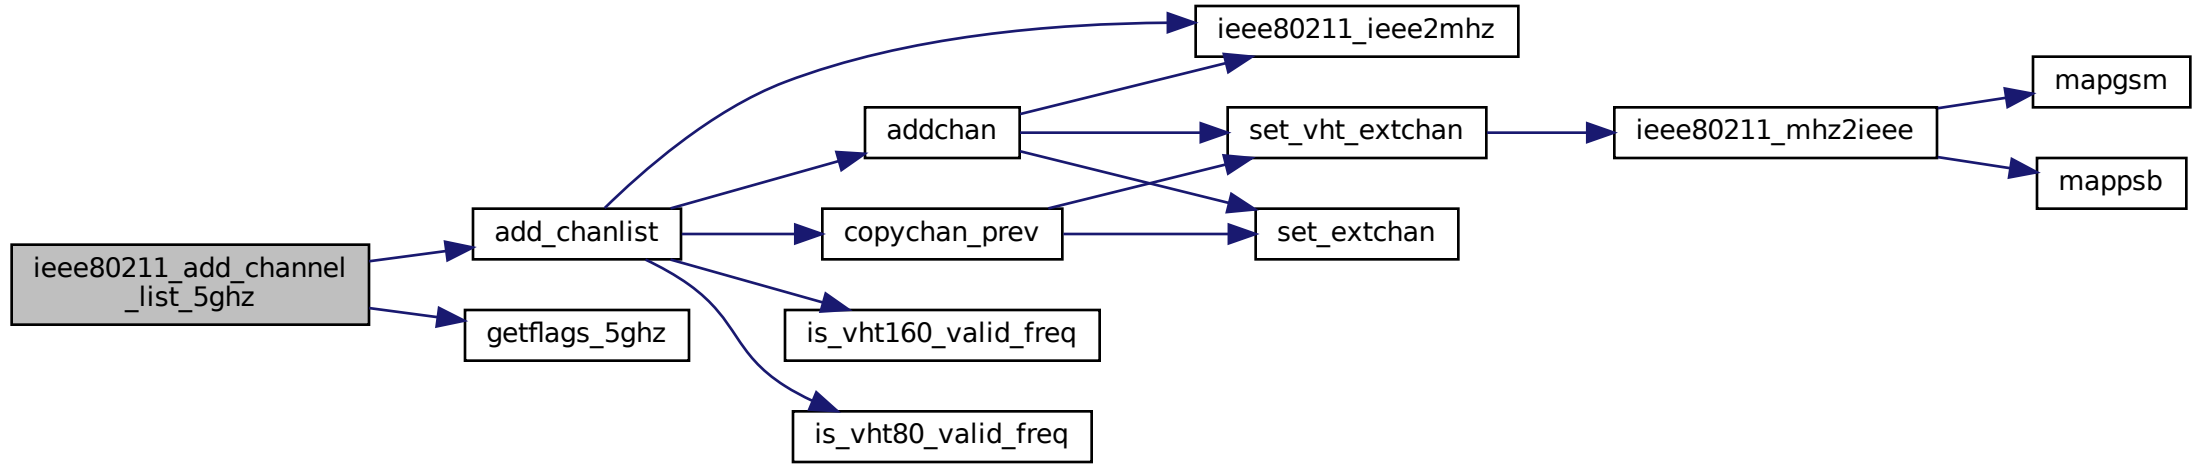 ieee80211_add_channel
_list_5ghz
add_chanlist
getflags_5ghz
ieee80211_ieee2mhz
addchan
copychan_prev
is_vht160_valid_freq
is_vht80_valid_freq
set_vht_extchan
set_extchan
ieee80211_mhz2ieee
mapgsm
mappsb